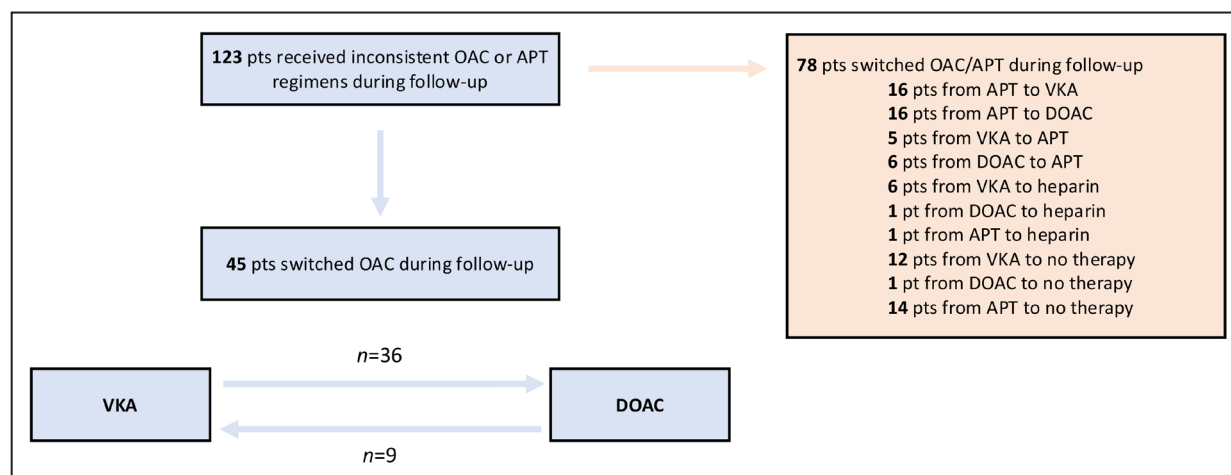 123 pts received inconsistent OAC or APT
regimens during follow-up
78 pts switched OAC/APT during follow-up
16 pts from APT to VKA
16 pts from APT to DOAC
5 pts from VKA to APT
6 pts from DOAC to APT
6 pts from VKA to heparin
1 pt from DOAC to heparin
1 pt from APT to heparin
12 pts from VKA to no therapy
1 pt from DOAC to no therapy
14 pts from APT to no therapy
45 pts switched OAC during follow-up
n=36
VKA
DOAC
n=9